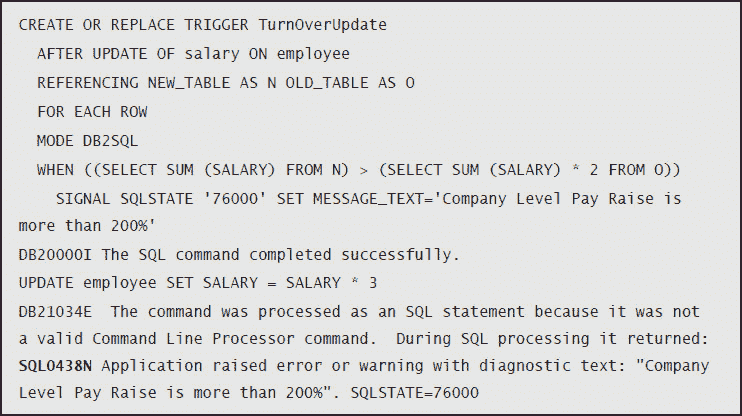 CREATE OR REPLACE TRIGGER TurnOverUpdate
AFTER UPDATE OF salary ON employee
REFERENCING NEW_TABLE AS N OLD_TABLE AS O
FOR EACH ROW
MODE DB2SQL
WHEN ((SELECT SUM (SALARY) FROM N) > (SELECT SUM (SALARY) * 2 FROM O))
SIGNAL SQLSTATE '76000' SET MESSAGE_TEXT='Company Level Pay Raise is
more than 200%'
DB20000I The SQL command completed successfully.
UPDATE employee SET SALARY = SALARY * 3
DB21034E  The command was processed as an SQL statement because it was not
a valid Command Line Processor command.  During SQL processing it returned:
SQL0438N Application raised error or warning with diagnostic text: "Company
Level Pay Raise is more than 200%". SQLSTATE=76000